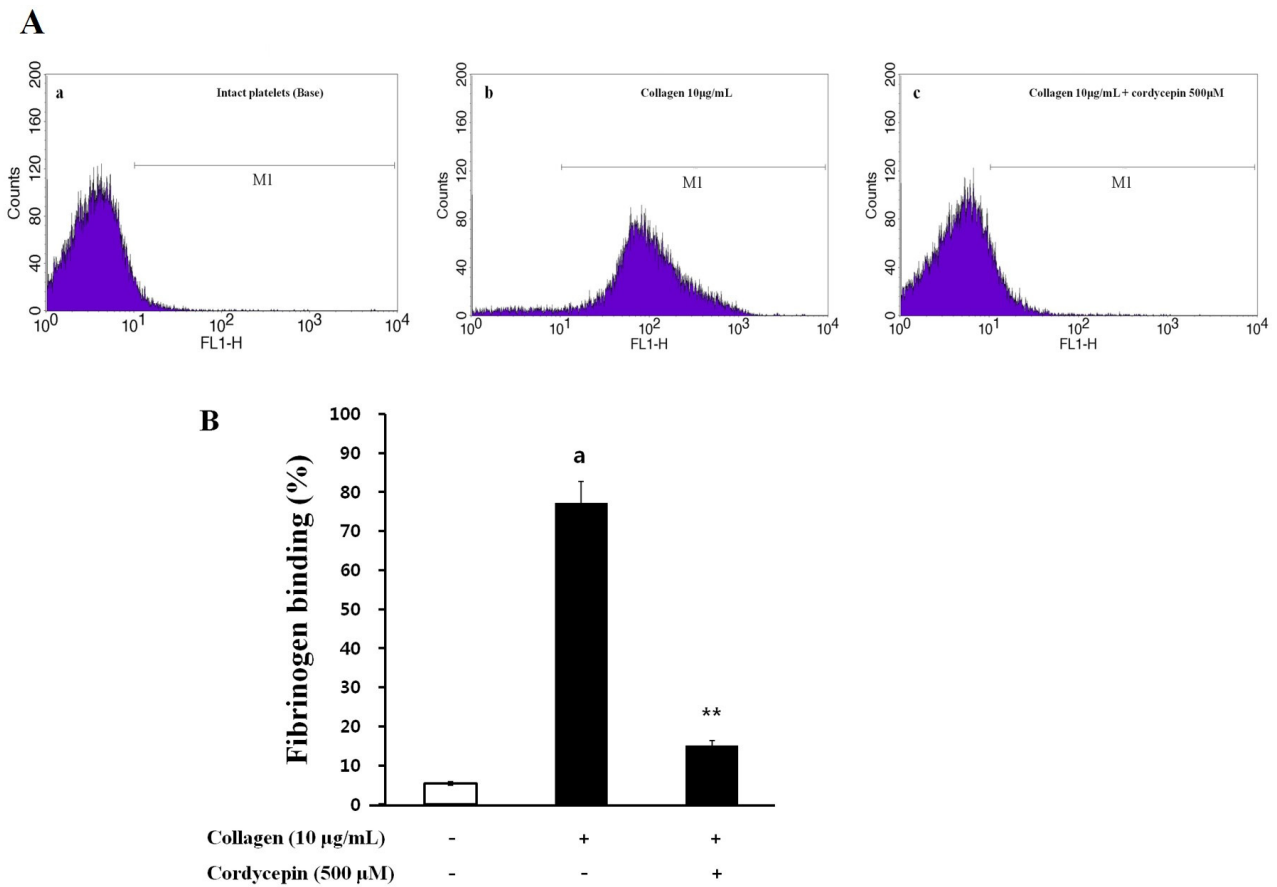 A
a Intact platelets (Base)
200
160
120
80
40
0
Counts
M1
10^0 10^1 10^2 10^3 10^4
FL1-H
b Collagen 10µg/mL
200
160
120
80
40
0
Counts
M1
10^0 10^1 10^2 10^3 10^4
FL1-H
c Collagen 10µg/mL + cordycepin 500µM
200
160
120
80
40
0
Counts
M1
10^0 10^1 10^2 10^3 10^4
FL1-H
B
Fibrinogen binding (%)
100
90
80
70
60
50
40
30
20
10
0
a
**
Collagen (10 µg/mL) - + +
Cordycepin (500 µM) - - +